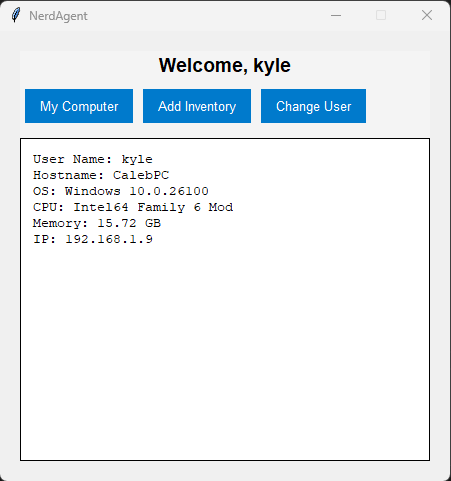 NerdAgent
Welcome, kyle
My Computer Add Inventory Change User
User Name: kyle
Hostname: CalebPC
OS: Windows 10.0.26100
CPU: Intel64 Family 6 Mod
Memory: 15.72 GB
IP: 192.168.1.9